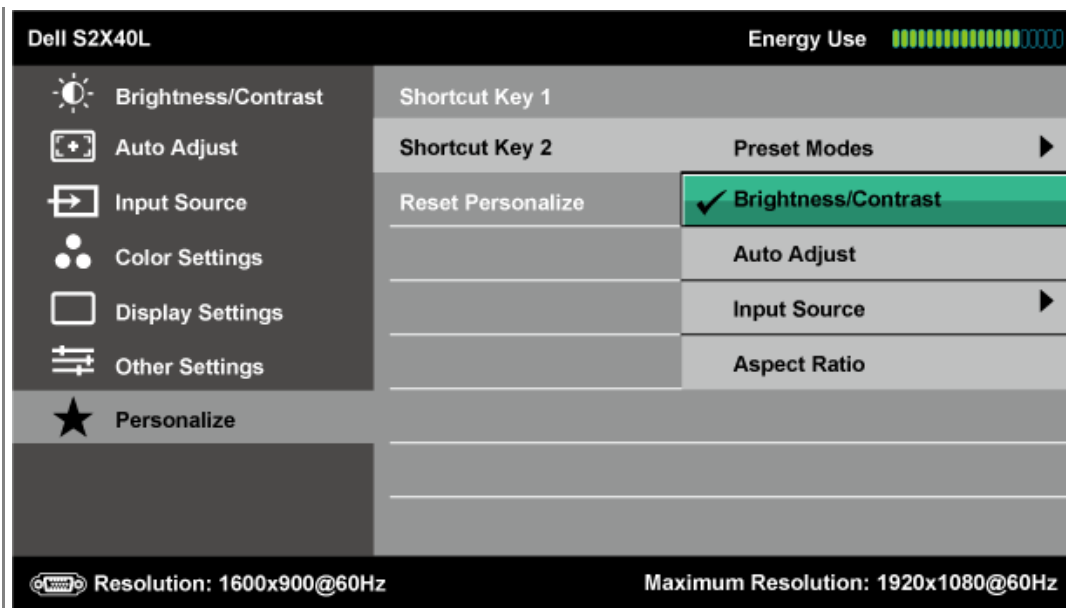 Dell S2X40L
Energy Use
Brightness/Contrast
Auto Adjust
Input Source
Color Settings
Display Settings
Other Settings
Personalize
Shortcut Key 1
Shortcut Key 2
Reset Personalize
Preset Modes
Brightness/Contrast
Auto Adjust
Input Source
Aspect Ratio
Resolution: 1600x900@60Hz
Maximum Resolution: 1920x1080@60Hz